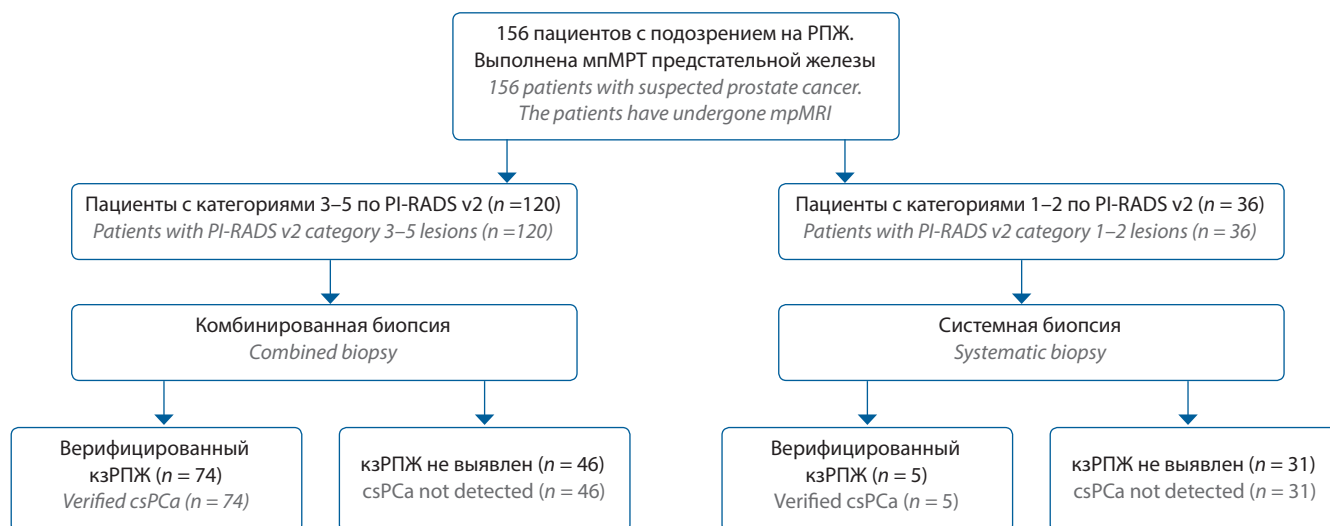 156 пациентов с подозрением на РПЖ.
Выполнена мпМРТ предстательной железы
156 patients with suspected prostate cancer.
The patients have undergone mpMRI
Пациенты с категориями 3–5 по PI-RADS v2 (n =120)
Patients with PI-RADS v2 category 3–5 lesions (n =120)
Пациенты с категориями 1–2 по PI-RADS v2 (n = 36)
Patients with PI-RADS v2 category 1–2 lesions (n = 36)
Комбинированная биопсия
Combined biopsy
Системная биопсия
Systematic biopsy
Верифицированный
кзРПЖ (n = 74)
Verified csPCa (n = 74)
кзРПЖ не выявлен (n = 46)
csPCa not detected (n = 46)
Верифицированный
кзРПЖ (n = 5)
Verified csPCa (n = 5)
кзРПЖ не выявлен (n = 31)
csPCa not detected (n = 31)